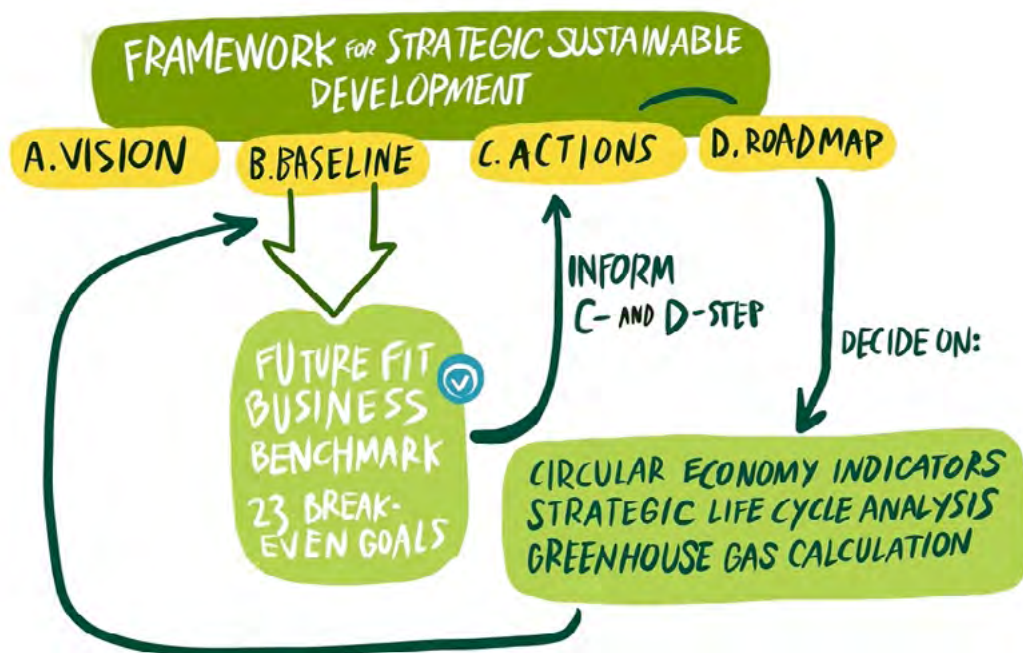 FRAMEWORK FOR STRATEGIC SUSTAINABLE
DEVELOPMENT
A. VISION
B. BASELINE
C. ACTIONS
D. ROADMAP
INFORM
C- AND D-STEP
DECIDE ON:
FUTURE FIT
BUSINESS
BENCHMARK
23 BREAK-
EVEN GOALS
CIRCULAR ECONOMY INDICATORS
STRATEGIC LIFE CYCLE ANALYSIS
GREENHOUSE GAS CALCULATION